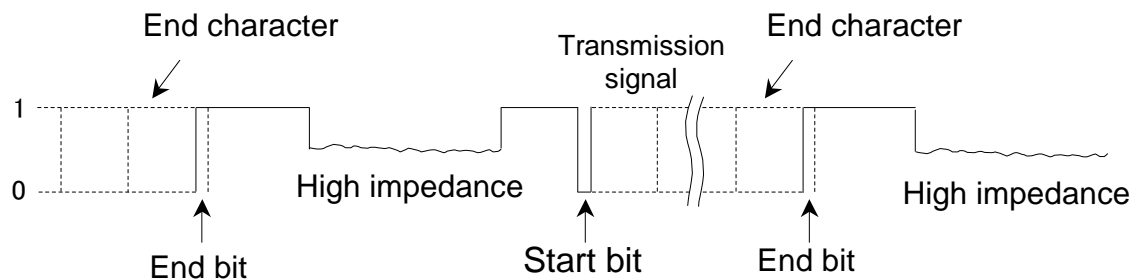 End character
Transmission
signal
End character
1
0
High impedance
High impedance
End bit
Start bit
End bit